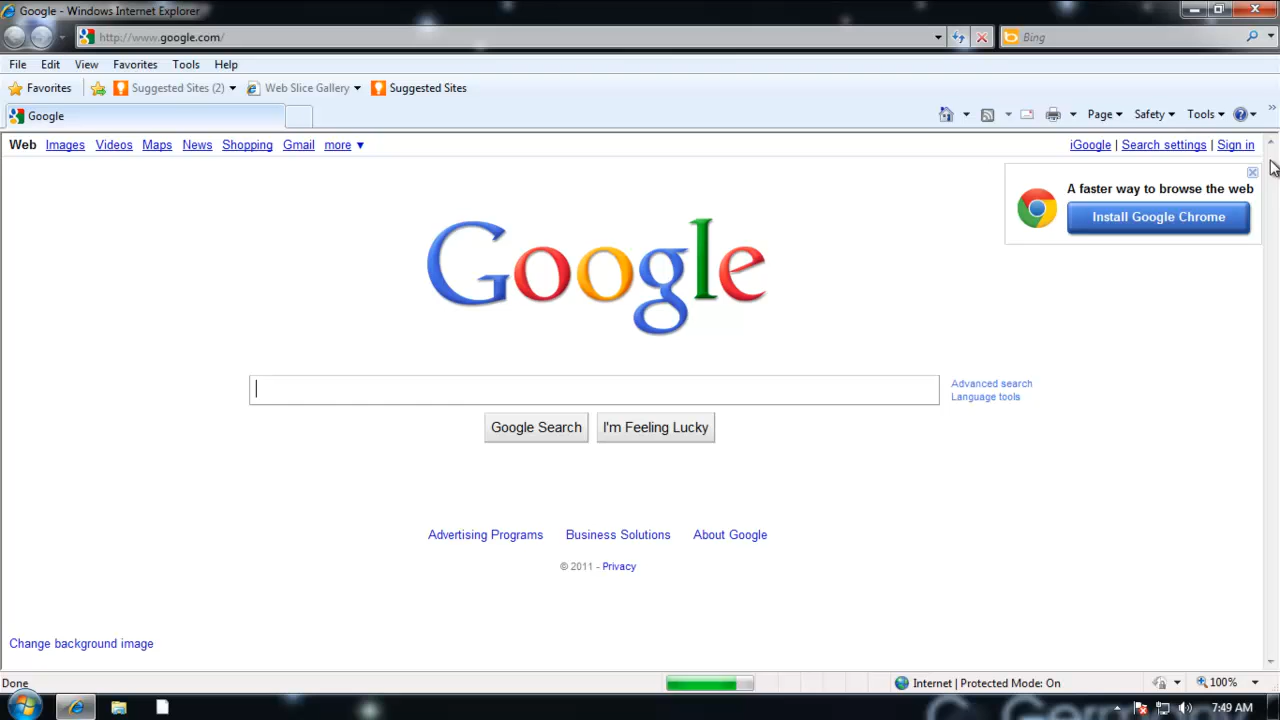 Google - Windows Internet Explorer
http://www.google.com/
Bing
File Edit View Favorites Tools Help
Favorites Suggested Sites (2) Web Slice Gallery Suggested Sites
Google
Page Safety Tools
Web Images Videos Maps News Shopping Gmail more
iGoogle | Search settings | Sign in
A faster way to browse the web
Install Google Chrome
Google
Advanced search
Language tools
Google Search I'm Feeling Lucky
Advertising Programs Business Solutions About Google
© 2011 - Privacy
Change background image
Done
Internet | Protected Mode: On
100%
7:49 AM